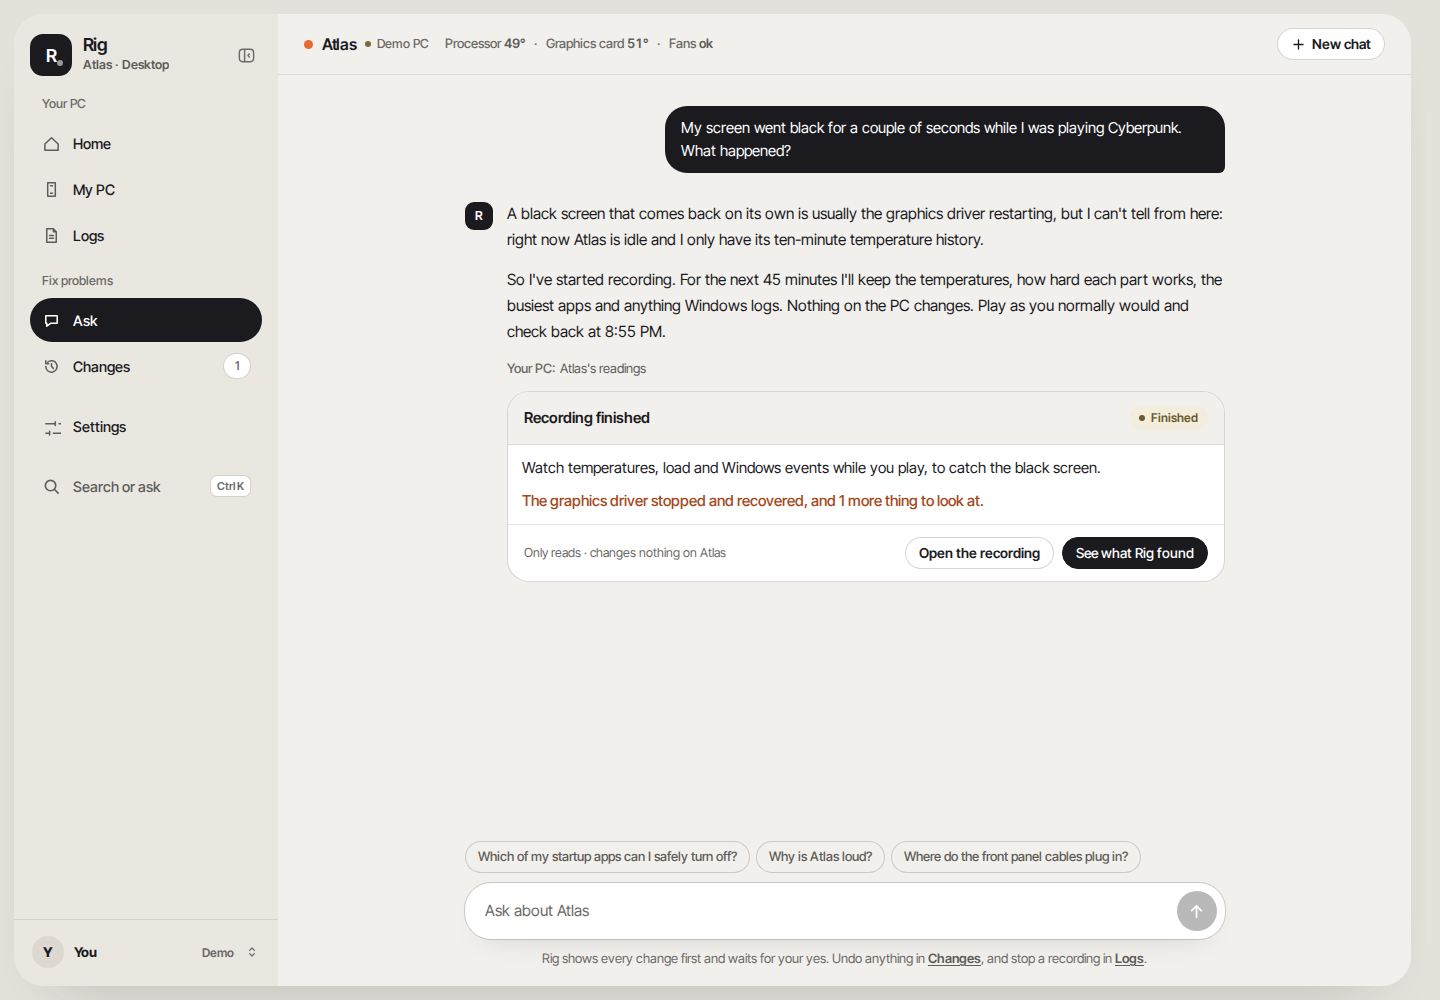 R
Rig
Atlas · Desktop
Your PC
Home
My PC
Logs
Fix problems
Ask
Changes
1
Settings
Search or ask
Ctrl K
Y
You
Demo
Atlas
Demo PC
Processor 49° · Graphics card 51° · Fans ok
New chat
My screen went black for a couple of seconds while I was playing Cyberpunk.
What happened?
R
A black screen that comes back on its own is usually the graphics driver restarting, but I can't tell from here:
right now Atlas is idle and I only have its ten-minute temperature history.
So I've started recording. For the next 45 minutes I'll keep the temperatures, how hard each part works, the
busiest apps and anything Windows logs. Nothing on the PC changes. Play as you normally would and
check back at 8:55 PM.
Your PC: Atlas's readings
Recording finished
Finished
Watch temperatures, load and Windows events while you play, to catch the black screen.
The graphics driver stopped and recovered, and 1 more thing to look at.
Only reads · changes nothing on Atlas
Open the recording
See what Rig found
Which of my startup apps can I safely turn off?
Why is Atlas loud?
Where do the front panel cables plug in?
Ask about Atlas
Rig shows every change first and waits for your yes. Undo anything in Changes, and stop a recording in Logs.